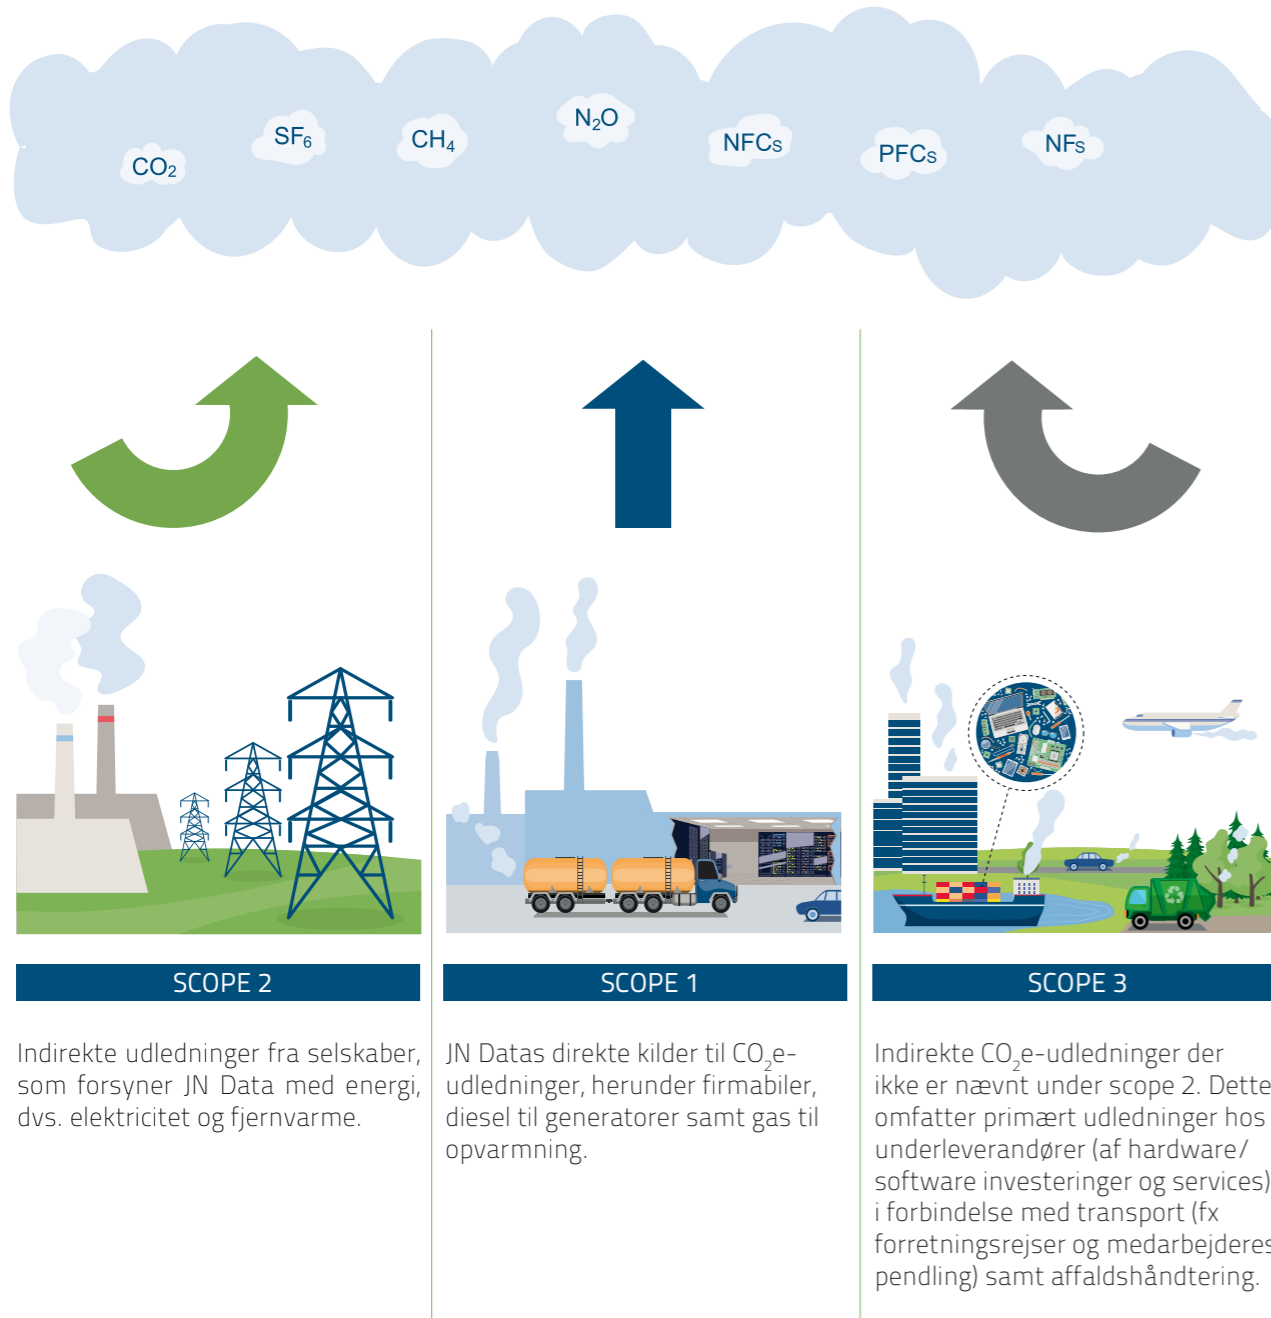 CO₂
SF₆
CH₄
N₂O
NFCs
PFCs
NFs
SCOPE 2
Indirekte udledninger fra selskaber,
som forsyner JN Data med energi,
dvs. elektricitet og fjernvarme.
SCOPE 1
JN Datas direkte kilder til CO₂e-
udledninger, herunder firmabiler,
diesel til generatorer samt gas til
opvarmning.
SCOPE 3
Indirekte CO₂e-udledninger der
ikke er nævnt under scope 2. Dette
omfatter primært udledninger hos
underleverandører (af hardware/
software investeringer og services)
i forbindelse med transport (fx
forretningsrejser og medarbejderes
pendling) samt affaldshåndtering.